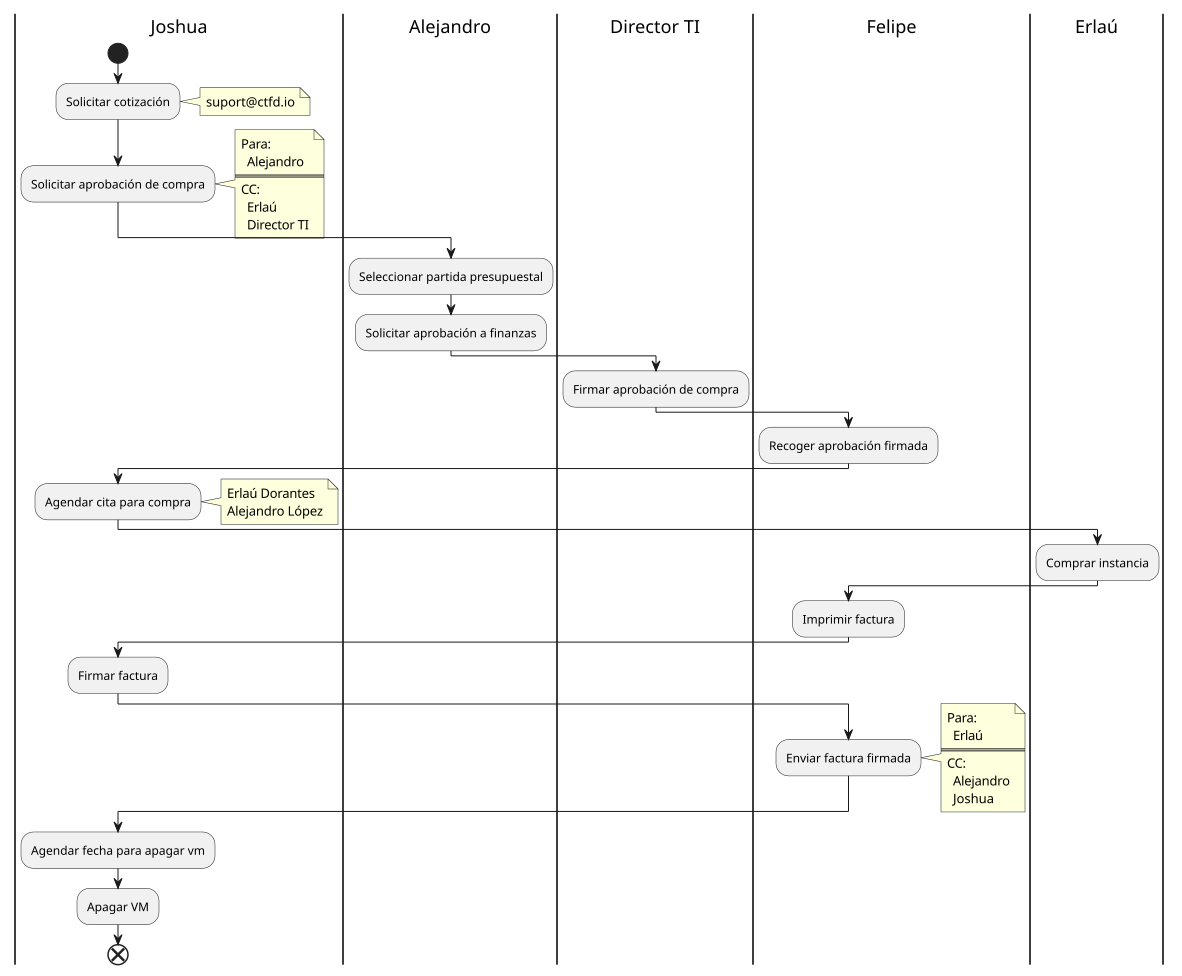 Joshua
Alejandro
Director TI
Felipe
Erlaú
Solicitar cotización
suport@ctfd.io
Solicitar aprobación de compra
Para:
Alejandro
CC:
Erlaú
Director TI
Seleccionar partida presupuestal
Solicitar aprobación a finanzas
Firmar aprobación de compra
Recoger aprobación firmada
Agendar cita para compra
Erlaú Dorantes
Alejandro López
Comprar instancia
Imprimir factura
Firmar factura
Enviar factura firmada
Para:
Erlaú
CC:
Alejandro
Joshua
Agendar fecha para apagar vm
Apagar VM